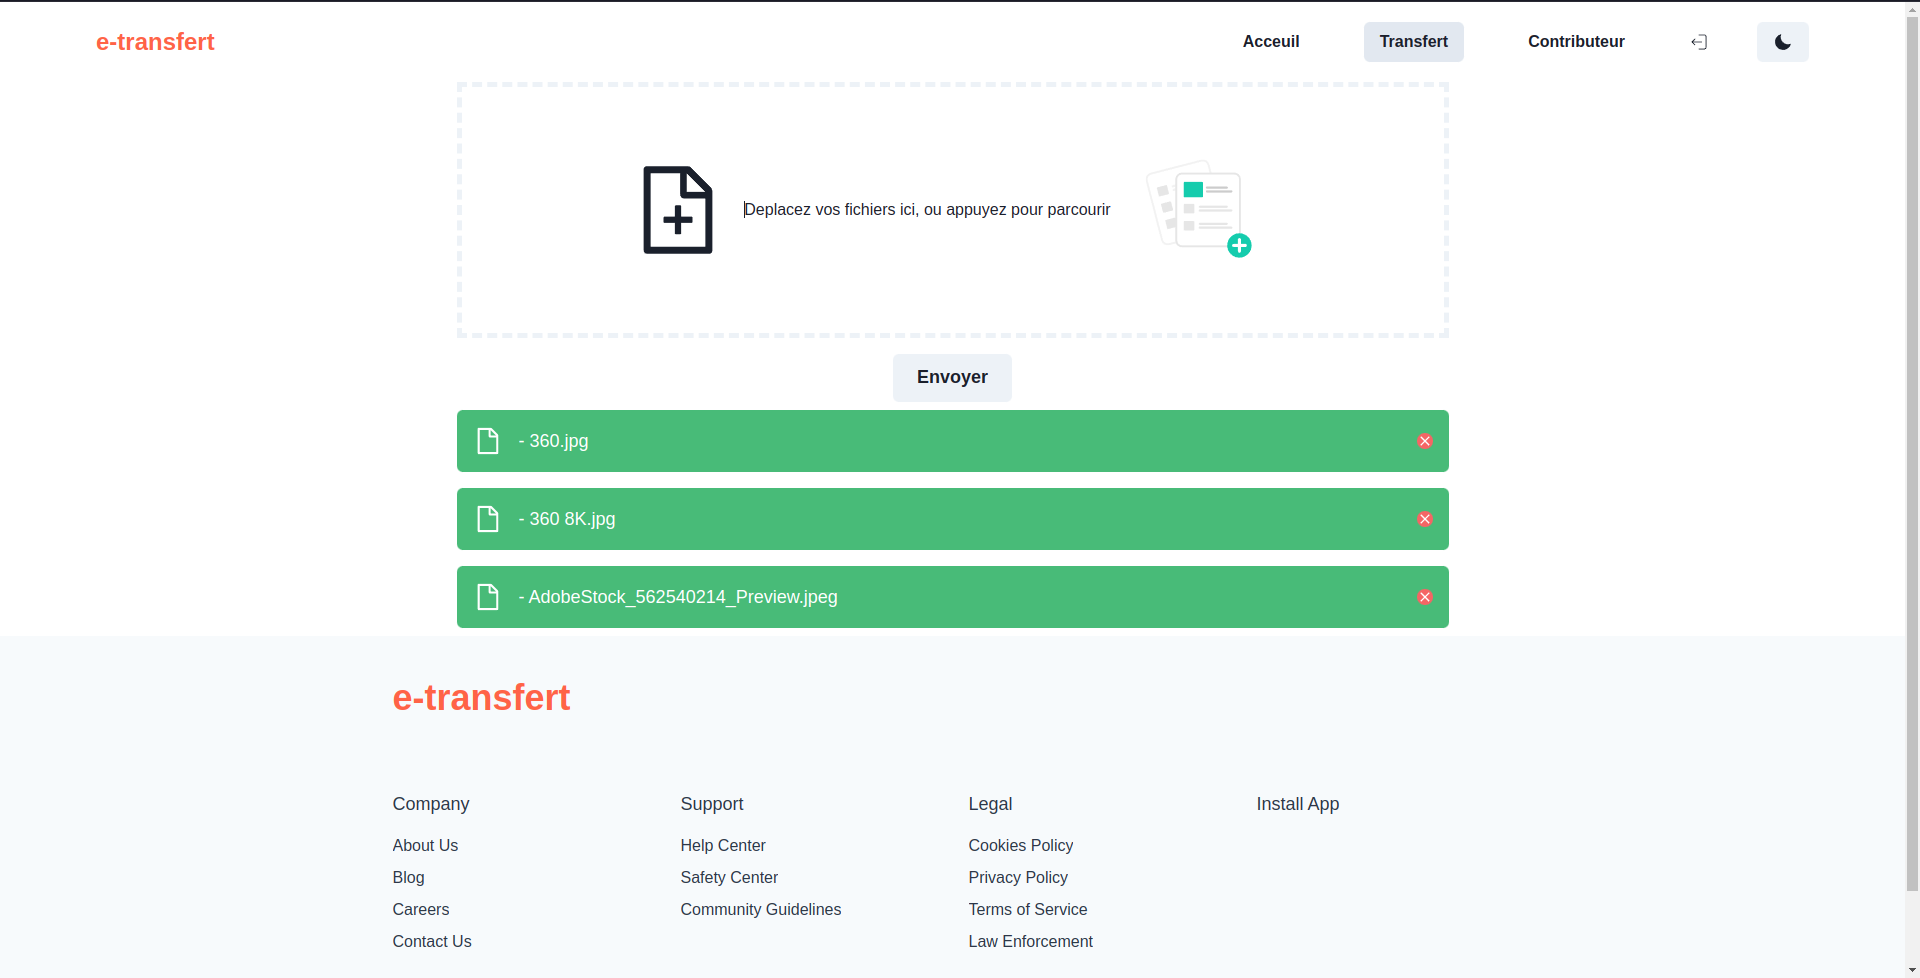 e-transfert
Acceuil
Transfert
Contributeur
Deplacez vos fichiers ici, ou appuyez pour parcourir
Envoyer
- 360.jpg
- 360 8K.jpg
- AdobeStock_562540214_Preview.jpeg
e-transfert
Company
About Us
Blog
Careers
Contact Us
Support
Help Center
Safety Center
Community Guidelines
Legal
Cookies Policy
Privacy Policy
Terms of Service
Law Enforcement
Install App